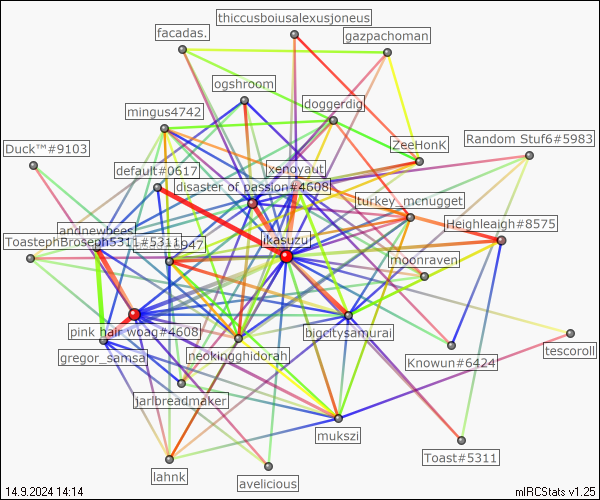 thiccusboiusalexusjoneus
facadas.
gazpachoman
ogshroom
doggerdig
mingus4742
ZeeHonK
Random Stuf6#5983
Duck™#9103
default#0617
xenoyaut
disaster of passion#4608
turkey_mcnugget
Heighleaigh#8575
andnewbees
ikasuzu
ToastephBroseph5311#5311
947
moonraven
pink hair woag#4608
bigcitysamurai
tescoroll
gregor_samsa
neokingghidorah
Knowun#6424
jarlbreadmaker
mukszi
Toast#5311
lahnk
avelicious
14.9.2024 14:14
mIRCStats v1.25